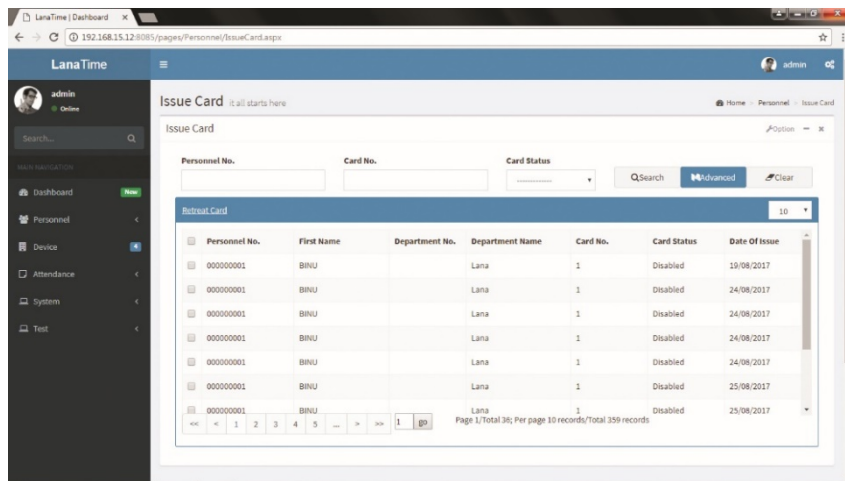 LanaTime | Dashboard
192.168.15.12:8085/pages/Personnel/IssueCard.aspx
LanaTime
admin
admin
Online
Issue Card it all starts here
Home > Personnel > Issue Card
Search...
MAIN NAVIGATION
Dashboard New
Personnel
Device 4
Attendance
System
Test
Issue Card
Option
Personnel No. Card No. Card Status
Search Advanced Clear
Retreat Card 10
Personnel No. First Name Department No. Department Name Card No. Card Status Date Of Issue
000000001 BINU Lana 1 Disabled 19/08/2017
000000001 BINU Lana 1 Disabled 24/08/2017
000000001 BINU Lana 1 Disabled 24/08/2017
000000001 BINU Lana 1 Disabled 24/08/2017
000000001 BINU Lana 1 Disabled 24/08/2017
000000001 BINU Lana 1 Disabled 25/08/2017
000000001 BINU Lana 1 Disabled 25/08/2017
<< < 1 2 3 4 5 ... > >> 1 go Page 1/Total 36; Per page 10 records/Total 359 records